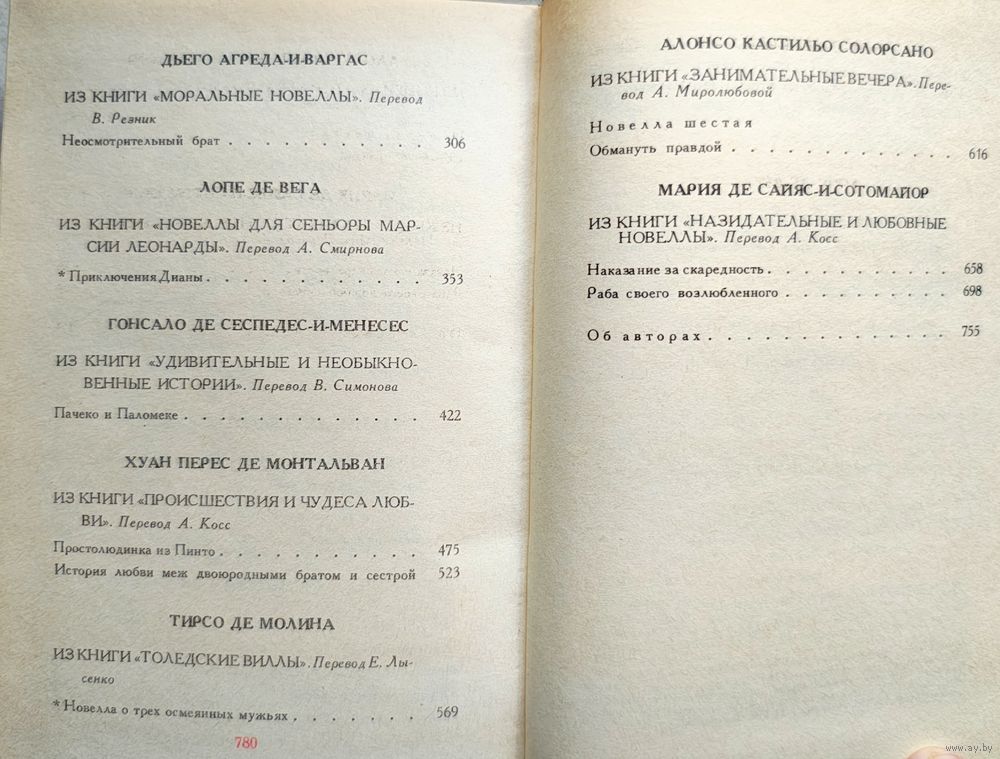 ДЬЕГО АГРЕДА-И-ВАРГАС
ИЗ КНИГИ «МОРАЛЬНЫЕ НОВЕЛЛЫ». Перевод
В. Резник
Неосмотрительный брат . . . . . . . . . . . 306
ЛОПЕ ДЕ ВЕГА
ИЗ КНИГИ «НОВЕЛЛЫ ДЛЯ СЕНЬОРЫ МАР-
СИИ ЛЕОНАРДЫ». Перевод А. Смирнова
* Приключения Дианы . . . . . . . . . . . 353
ГОНСАЛО ДЕ СЕСПЕДЕС-И-МЕНЕСЕС
ИЗ КНИГИ «УДИВИТЕЛЬНЫЕ И НЕОБЫКНО-
ВЕННЫЕ ИСТОРИИ». Перевод В. Симонова
Пачеко и Паломеке . . . . . . . . . . . . 422
ХУАН ПЕРЕС ДЕ МОНТАЛЬВАН
ИЗ КНИГИ «ПРОИСШЕСТВИЯ И ЧУДЕСА ЛЮБ-
ВИ». Перевод А. Косс
Простолюдинка из Пинто . . . . . . . . . . 475
История любви меж двоюродными братом и сестрой 523
ТИРСО ДЕ МОЛИНА
ИЗ КНИГИ «ТОЛЕДСКИЕ ВИЛЛЫ». Перевод Е. Лы-
сенко
* Новелла о трех осмеянных мужьях . . . . . . . 569
780
АЛОНСО КАСТИЛЬО СОЛОРСАНО
ИЗ КНИГИ «ЗАНИМАТЕЛЬНЫЕ ВЕЧЕРА». Пере-
вод А. Миролюбовой
Новелла шестая
Обмануть правдой . . . . . . . . . . . . 616
МАРИЯ ДЕ САЙЯС-И-СОТОМАЙОР
ИЗ КНИГИ «НАЗИДАТЕЛЬНЫЕ И ЛЮБОВНЫЕ
НОВЕЛЛЫ». Перевод А. Косс
Наказание за скаредность . . . . . . . . . . 658
Раба своего возлюбленного . . . . . . . . . 698
Об авторах . . . . . . . . . . . . . . 755
www.ay.by